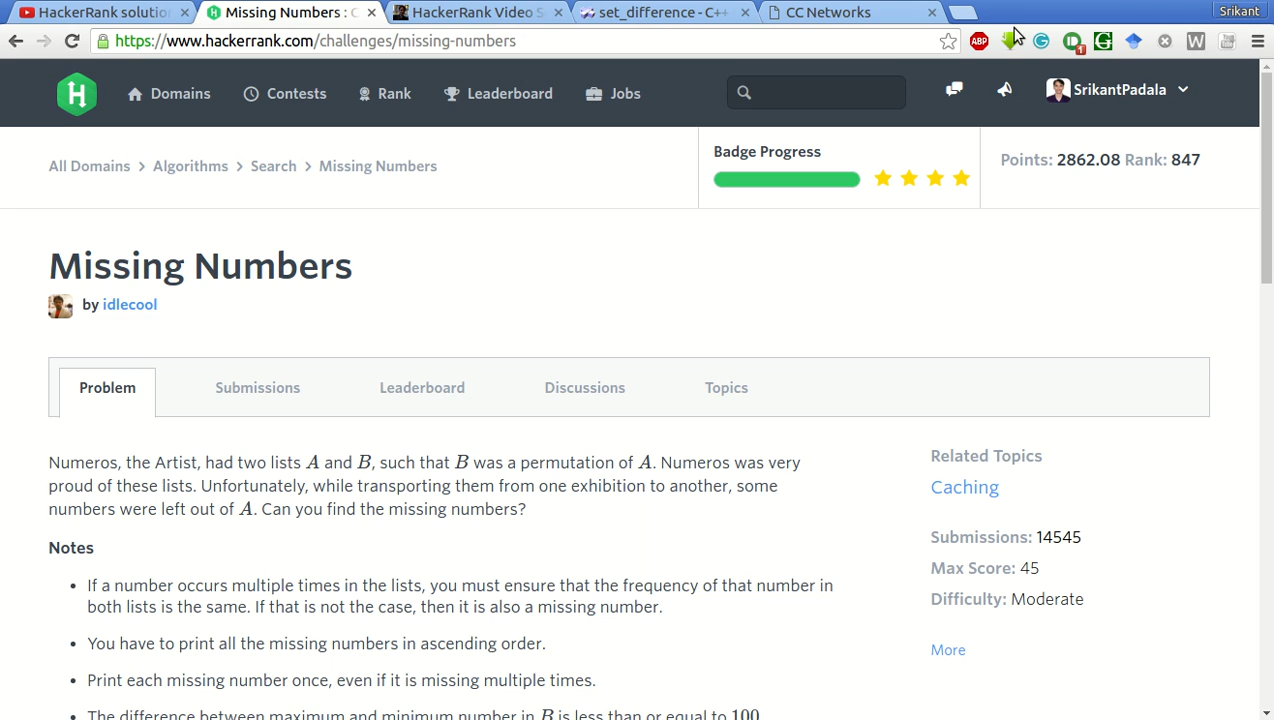 HackerRank solution
Missing Numbers : C
HackerRank Video S
set_difference - C++
CC Networks
Srikant
https://www.hackerrank.com/challenges/missing-numbers
ABP
1
G
W
H
Domains
Contests
Rank
Leaderboard
Jobs
SrikantPadala
All Domains > Algorithms > Search > Missing Numbers
Badge Progress
Points: 2862.08 Rank: 847
Missing Numbers
by idlecool
Problem
Submissions
Leaderboard
Discussions
Topics
Numeros, the Artist, had two lists A and B, such that B was a permutation of A. Numeros was very
proud of these lists. Unfortunately, while transporting them from one exhibition to another, some
numbers were left out of A. Can you find the missing numbers?
Notes
• If a number occurs multiple times in the lists, you must ensure that the frequency of that number in
both lists is the same. If that is not the case, then it is also a missing number.
• You have to print all the missing numbers in ascending order.
• Print each missing number once, even if it is missing multiple times.
• The difference between maximum and minimum number in B is less than or equal to 100
Related Topics
Caching
Submissions: 14545
Max Score: 45
Difficulty: Moderate
More